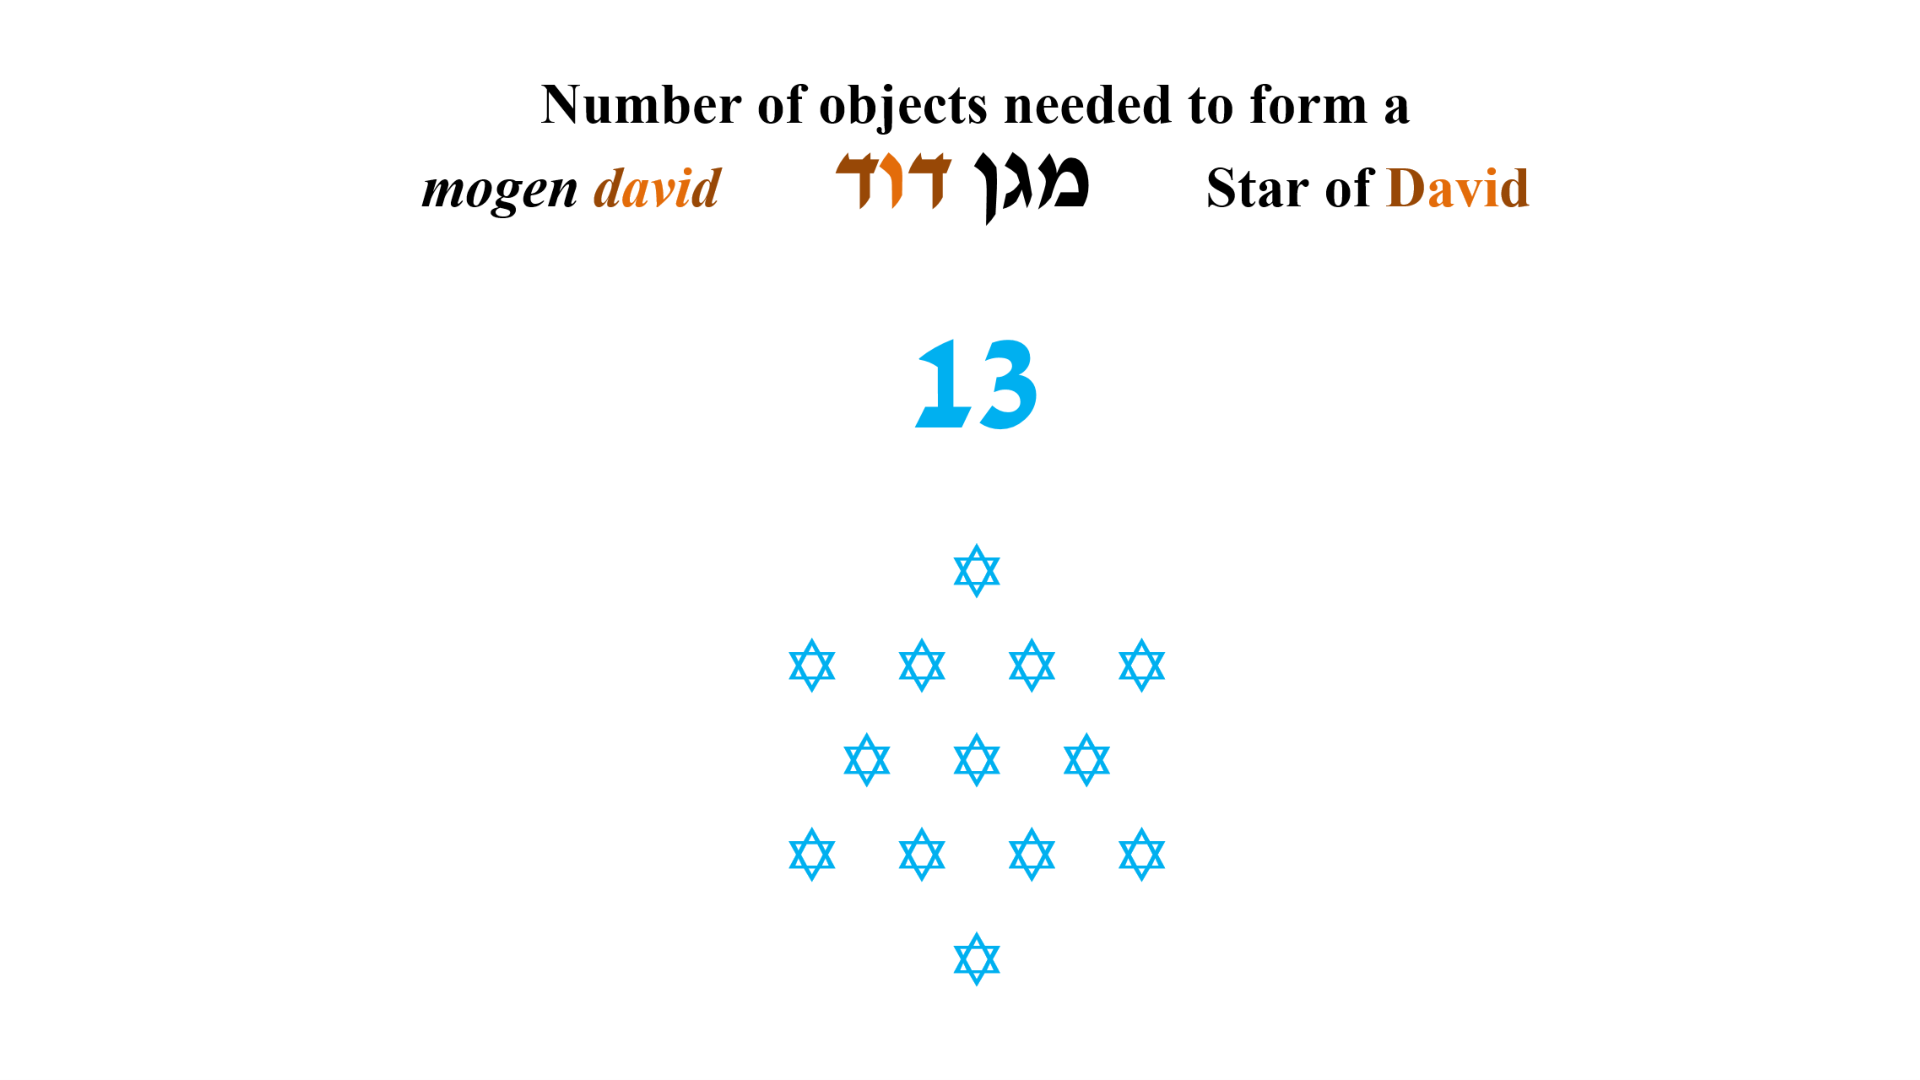 Number of objects needed to form a
mogen david מגן דוד Star of David
13
✡
✡ ✡ ✡ ✡
✡ ✡ ✡
✡ ✡ ✡ ✡
✡